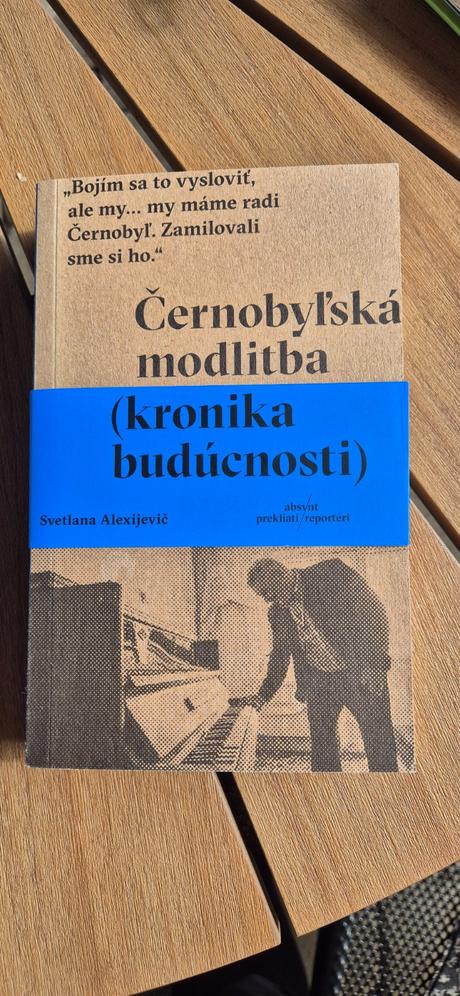 „Bojím sa to vysloviť,
ale my... my máme radi
Černobyľ. Zamilovali
sme si ho.“
Černobyľská
modlitba
(kronika
budúcnosti)
Svetlana Alexijevič
absynt
prekliati/reportéri